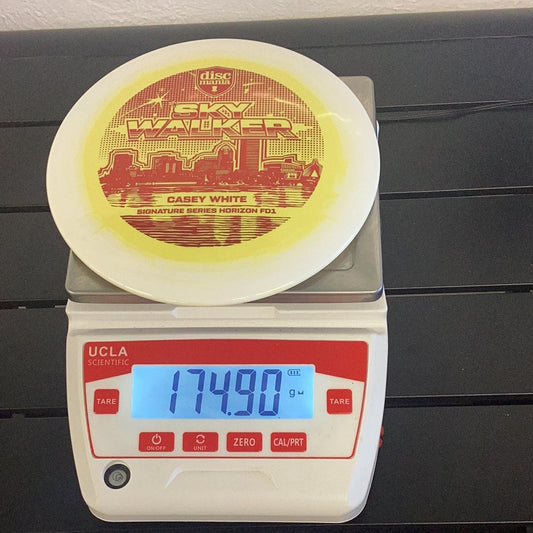 disc
mania
SKY
WALKER
CASEY WHITE
SIGNATURE SERIES HORIZON FD1
UCLA
SCIENTIFIC
174.90 g
TARE
TARE
ON/OFF
UNIT
ZERO
CAL/PRT